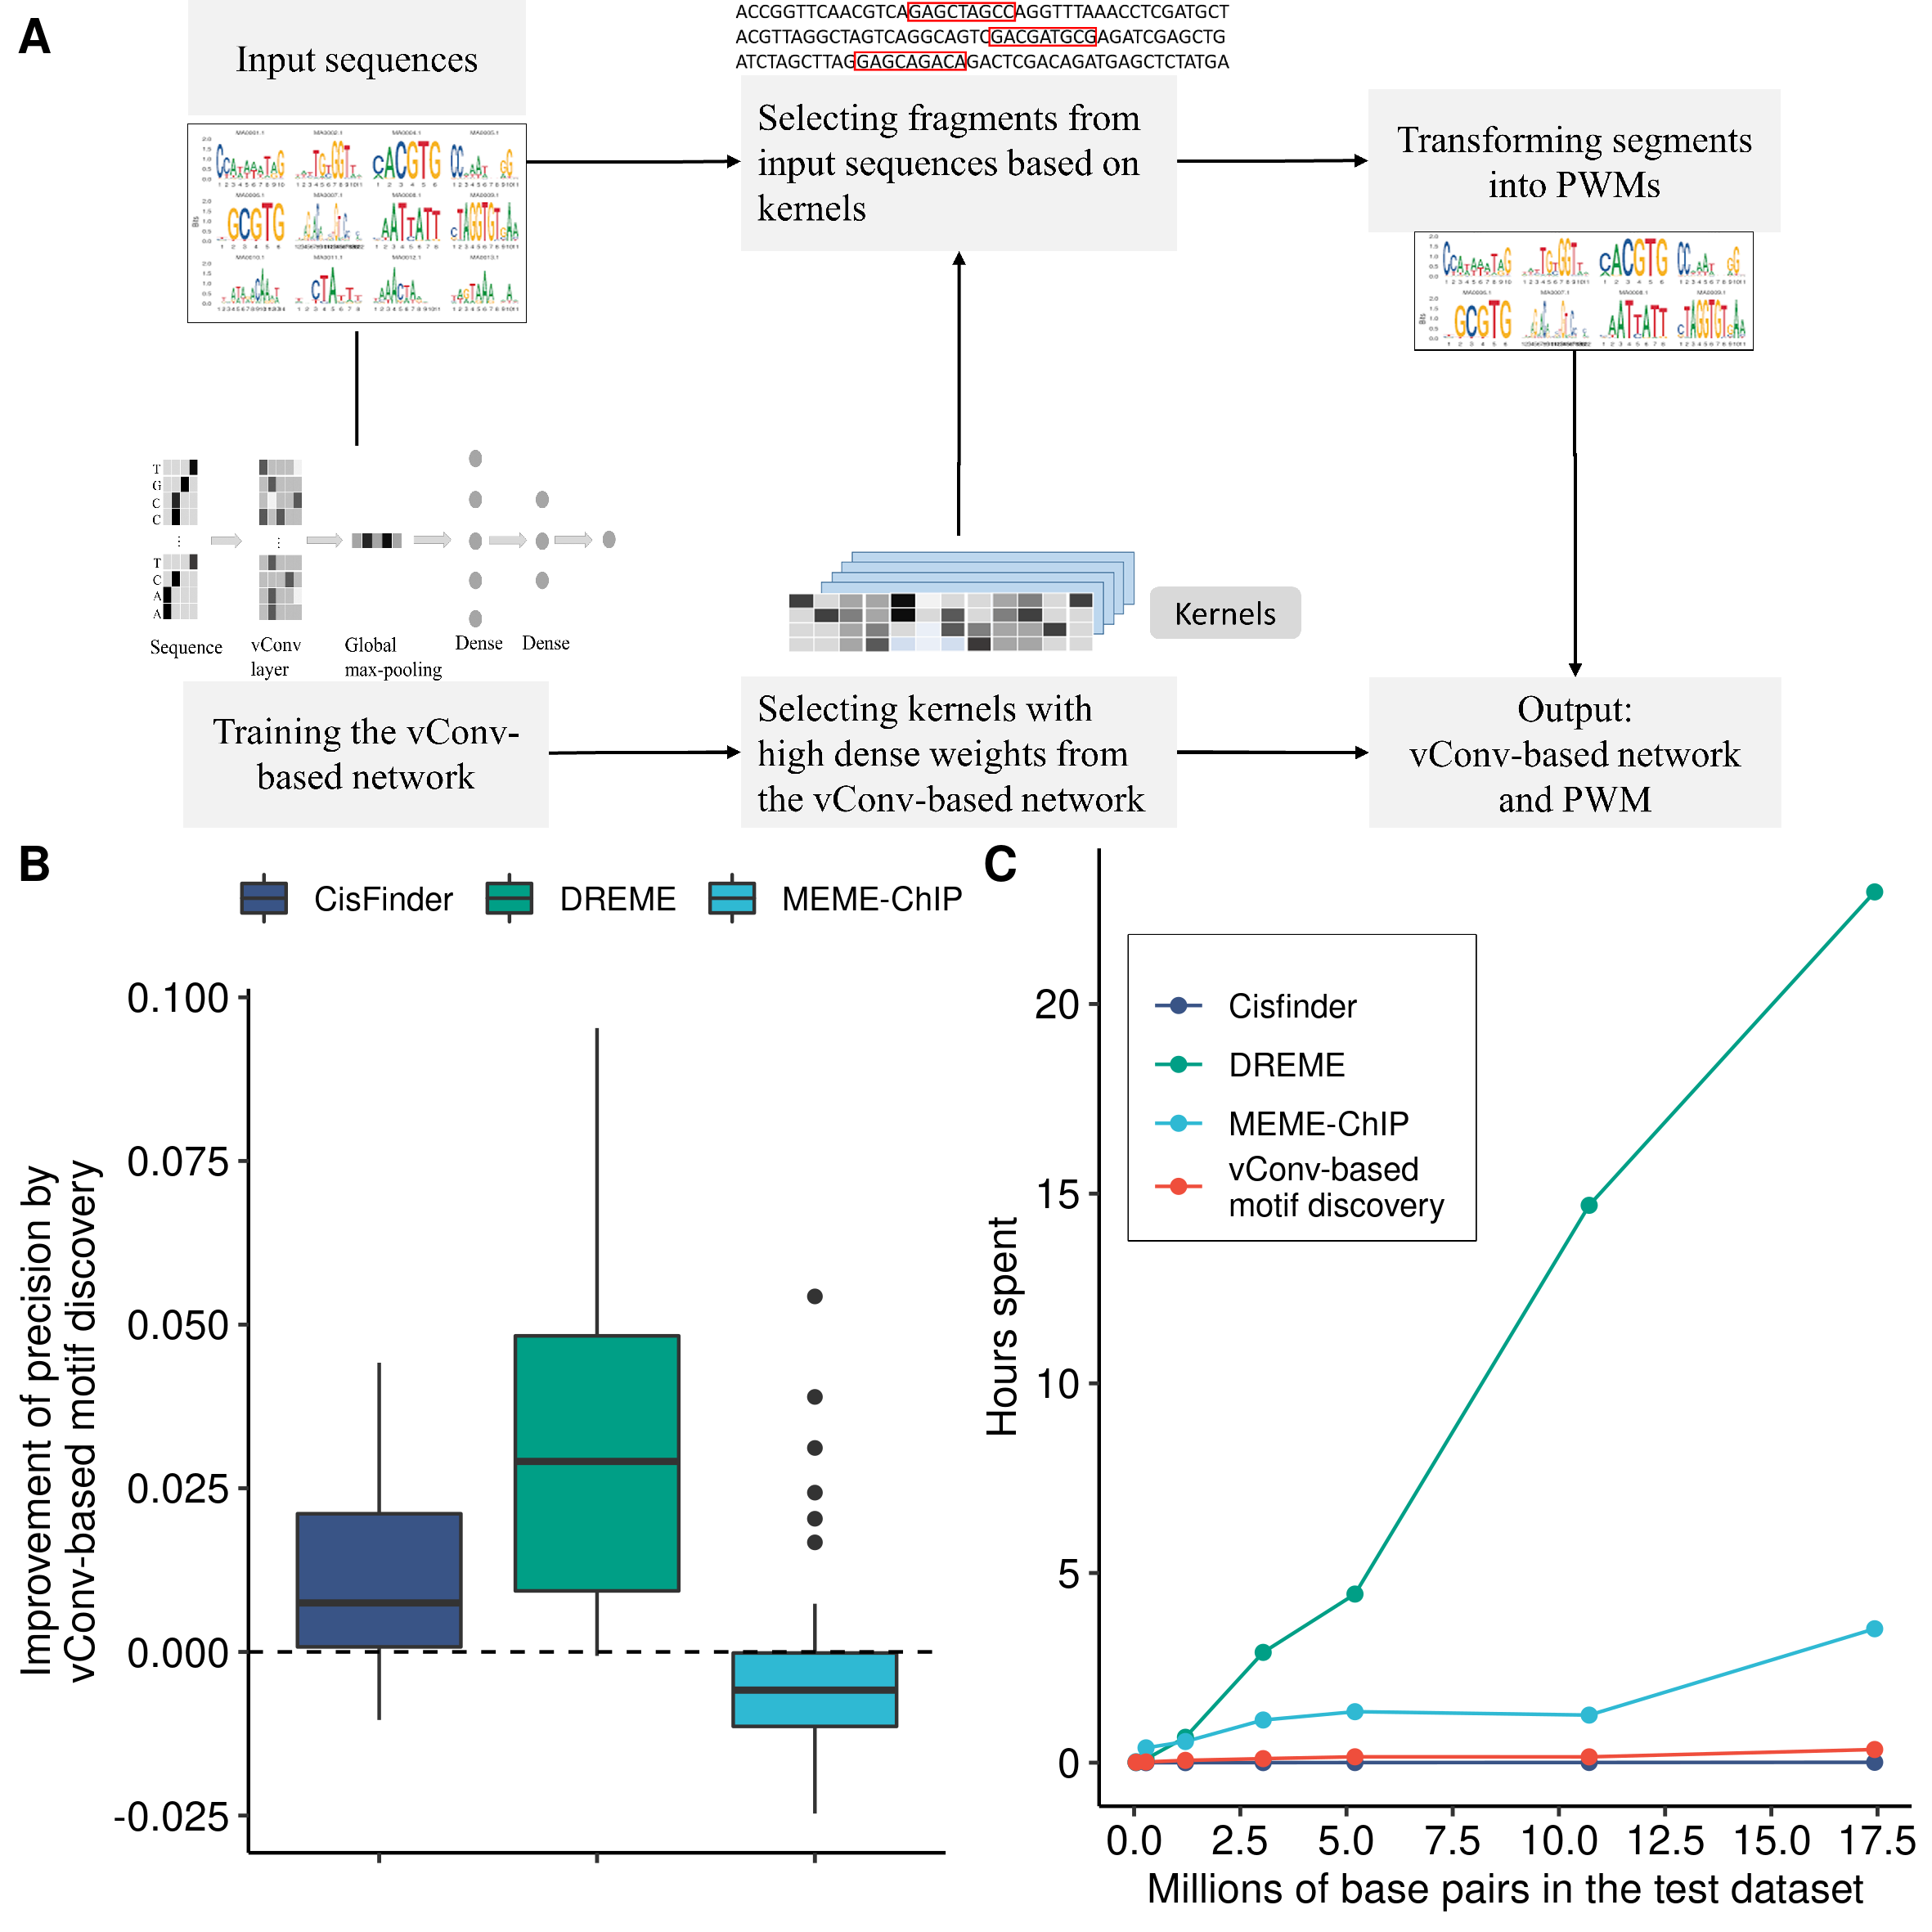 A
Input sequences
ACCGGTTCAACGTCAGAGCTAGCCAGGTTTAAACCTCGATGCT
ACGTTAGGCTAGTCAGGCAGTCGACGATGCGAGATCGAGCTG
ATCTAGCTTAGGAGCAGACAGACTCGACAGATGAGCTCTATGA
Selecting fragments from
input sequences based on
kernels
Transforming segments
into PWMs
T
G
C
C
T
C
A
A
Sequence
vConv
layer
Global
max-pooling
Dense
Dense
Kernels
Training the vConv-
based network
Selecting kernels with
high dense weights from
the vConv-based network
Output:
vConv-based network
and PWM
B
CisFinder
DREME
MEME-ChIP
Improvement of precision by
vConv-based motif discovery
0.100
0.075
0.050
0.025
0.000
-0.025
C
Cisfinder
DREME
MEME-ChIP
vConv-based
motif discovery
Hours spent
20
15
10
5
0
0.0 2.5 5.0 7.5 10.0 12.5 15.0 17.5
Millions of base pairs in the test dataset